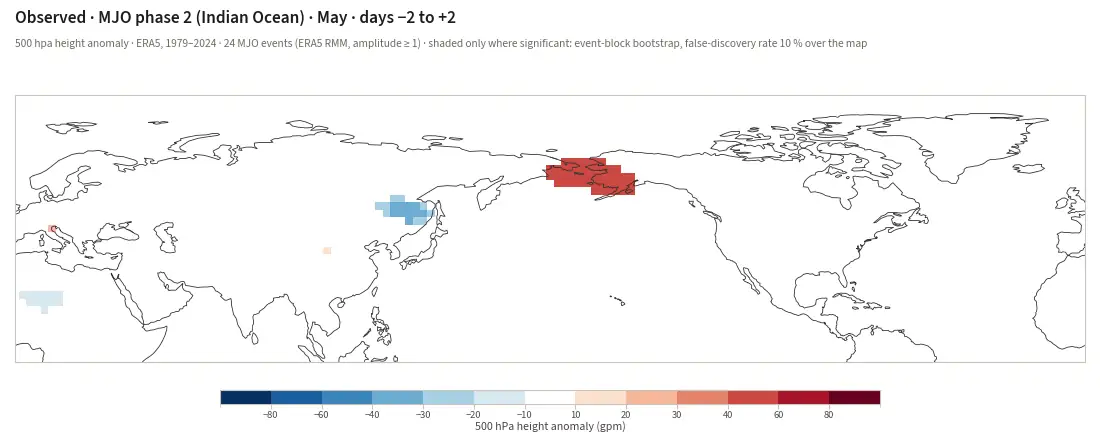 Observed · MJO phase 2 (Indian Ocean) · May · days −2 to +2
500 hpa height anomaly · ERA5, 1979–2024 · 24 MJO events (ERA5 RMM, amplitude ≥ 1) · shaded only where significant: event-block bootstrap, false-discovery rate 10 % over the map
−80 −60 −40 −30 −20 −10 10 20 30 40 60 80
500 hPa height anomaly (gpm)